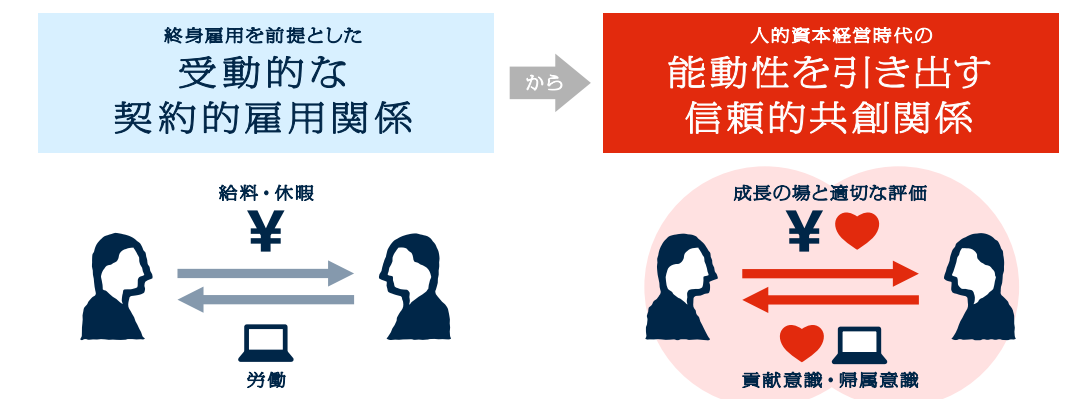 終身雇用を前提とした
受動的な
契約的雇用関係
から
人的資本経営時代の
能動性を引き出す
信頼的共創関係
給料・休暇
¥
労働
成長の場と適切な評価
¥
貢献意識・帰属意識